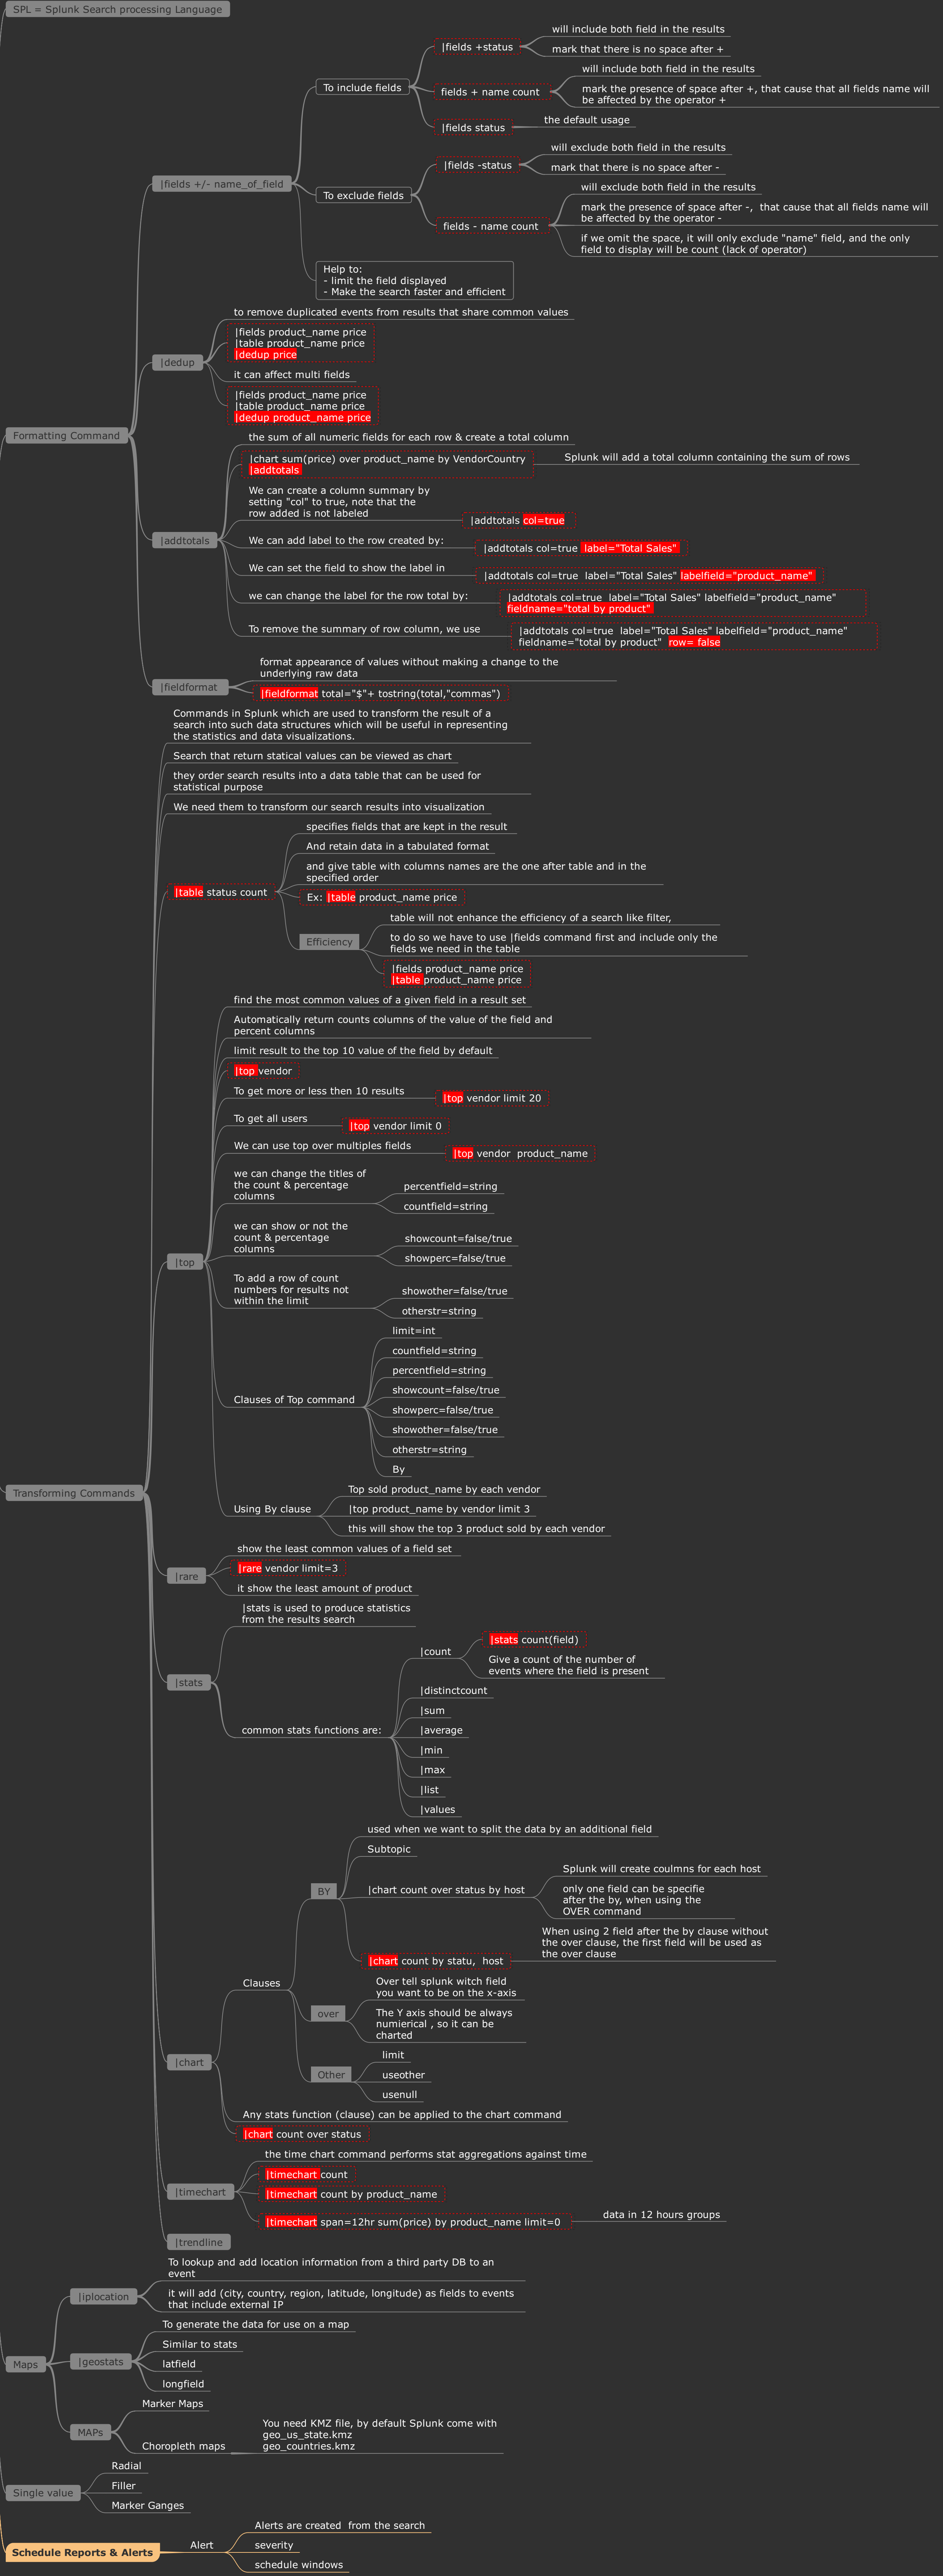 SPL = Splunk Search processing Language
Formatting Command
|fields +/- name_of_field
To include fields
|fields +status
will include both field in the results
mark that there is no space after +
fields + name count
will include both field in the results
mark the presence of space after +, that cause that all fields name will
be affected by the operator +
|fields status
the default usage
To exclude fields
|fields -status
will exclude both field in the results
mark that there is no space after -
fields - name count
will exclude both field in the results
mark the presence of space after -,  that cause that all fields name will
be affected by the operator -
if we omit the space, it will only exclude "name" field, and the only
field to display will be count (lack of operator)
Help to:
- limit the field displayed
- Make the search faster and efficient
|dedup
to remove duplicated events from results that share common values
|fields product_name price
|table product_name price
|dedup price
it can affect multi fields
|fields product_name price
|table product_name price
|dedup product_name price
|addtotals
the sum of all numeric fields for each row & create a total column
|chart sum(price) over product_name by VendorCountry
|addtotals
Splunk will add a total column containing the sum of rows
We can create a column summary by
setting "col" to true, note that the
row added is not labeled
|addtotals col=true
We can add label to the row created by:
|addtotals col=true  label="Total Sales"
We can set the field to show the label in
|addtotals col=true  label="Total Sales" labelfield="product_name"
we can change the label for the row total by:
|addtotals col=true  label="Total Sales" labelfield="product_name"
fieldname="total by product"
To remove the summary of row column, we use
|addtotals col=true  label="Total Sales" labelfield="product_name"
fieldname="total by product"  row= false
|fieldformat
format appearance of values without making a change to the
underlying raw data
|fieldformat total="$"+ tostring(total,"commas")
Transforming Commands
Commands in Splunk which are used to transform the result of a
search into such data structures which will be useful in representing
the statistics and data visualizations.
Search that return statical values can be viewed as chart
they order search results into a data table that can be used for
statistical purpose
We need them to transform our search results into visualization
|table status count
specifies fields that are kept in the result
And retain data in a tabulated format
and give table with columns names are the one after table and in the
specified order
Ex: |table product_name price
Efficiency
table will not enhance the efficiency of a search like filter,
to do so we have to use |fields command first and include only the
fields we need in the table
|fields product_name price
|table product_name price
|top
find the most common values of a given field in a result set
Automatically return counts columns of the value of the field and
percent columns
limit result to the top 10 value of the field by default
|top vendor
To get more or less then 10 results
|top vendor limit 20
To get all users
|top vendor limit 0
We can use top over multiples fields
|top vendor  product_name
we can change the titles of
the count & percentage
columns
percentfield=string
countfield=string
we can show or not the
count & percentage
columns
showcount=false/true
showperc=false/true
To add a row of count
numbers for results not
within the limit
showother=false/true
otherstr=string
Clauses of Top command
limit=int
countfield=string
percentfield=string
showcount=false/true
showperc=false/true
showother=false/true
otherstr=string
By
Using By clause
Top sold product_name by each vendor
|top product_name by vendor limit 3
this will show the top 3 product sold by each vendor
|rare
show the least common values of a field set
|rare vendor limit=3
it show the least amount of product
|stats
|stats is used to produce statistics
from the results search
common stats functions are:
|count
|stats count(field)
Give a count of the number of
events where the field is present
|distinctcount
|sum
|average
|min
|max
|list
|values
|chart
Clauses
BY
used when we want to split the data by an additional field
Subtopic
|chart count over status by host
Splunk will create coulmns for each host
only one field can be specifie
after the by, when using the
OVER command
|chart count by statu,  host
When using 2 field after the by clause without
the over clause, the first field will be used as
the over clause
over
Over tell splunk witch field
you want to be on the x-axis
The Y axis should be always
numierical , so it can be
charted
Other
limit
useother
usenull
Any stats function (clause) can be applied to the chart command
|chart count over status
|timechart
the time chart command performs stat aggregations against time
|timechart count
|timechart count by product_name
|timechart span=12hr sum(price) by product_name limit=0
data in 12 hours groups
|trendline
Maps
|iplocation
To lookup and add location information from a third party DB to an
event
it will add (city, country, region, latitude, longitude) as fields to events
that include external IP
|geostats
To generate the data for use on a map
Similar to stats
latfield
longfield
MAPs
Marker Maps
Choropleth maps
You need KMZ file, by default Splunk come with
geo_us_state.kmz
geo_countries.kmz
Single value
Radial
Filler
Marker Ganges
Schedule Reports & Alerts
Alert
Alerts are created  from the search
severity
schedule windows